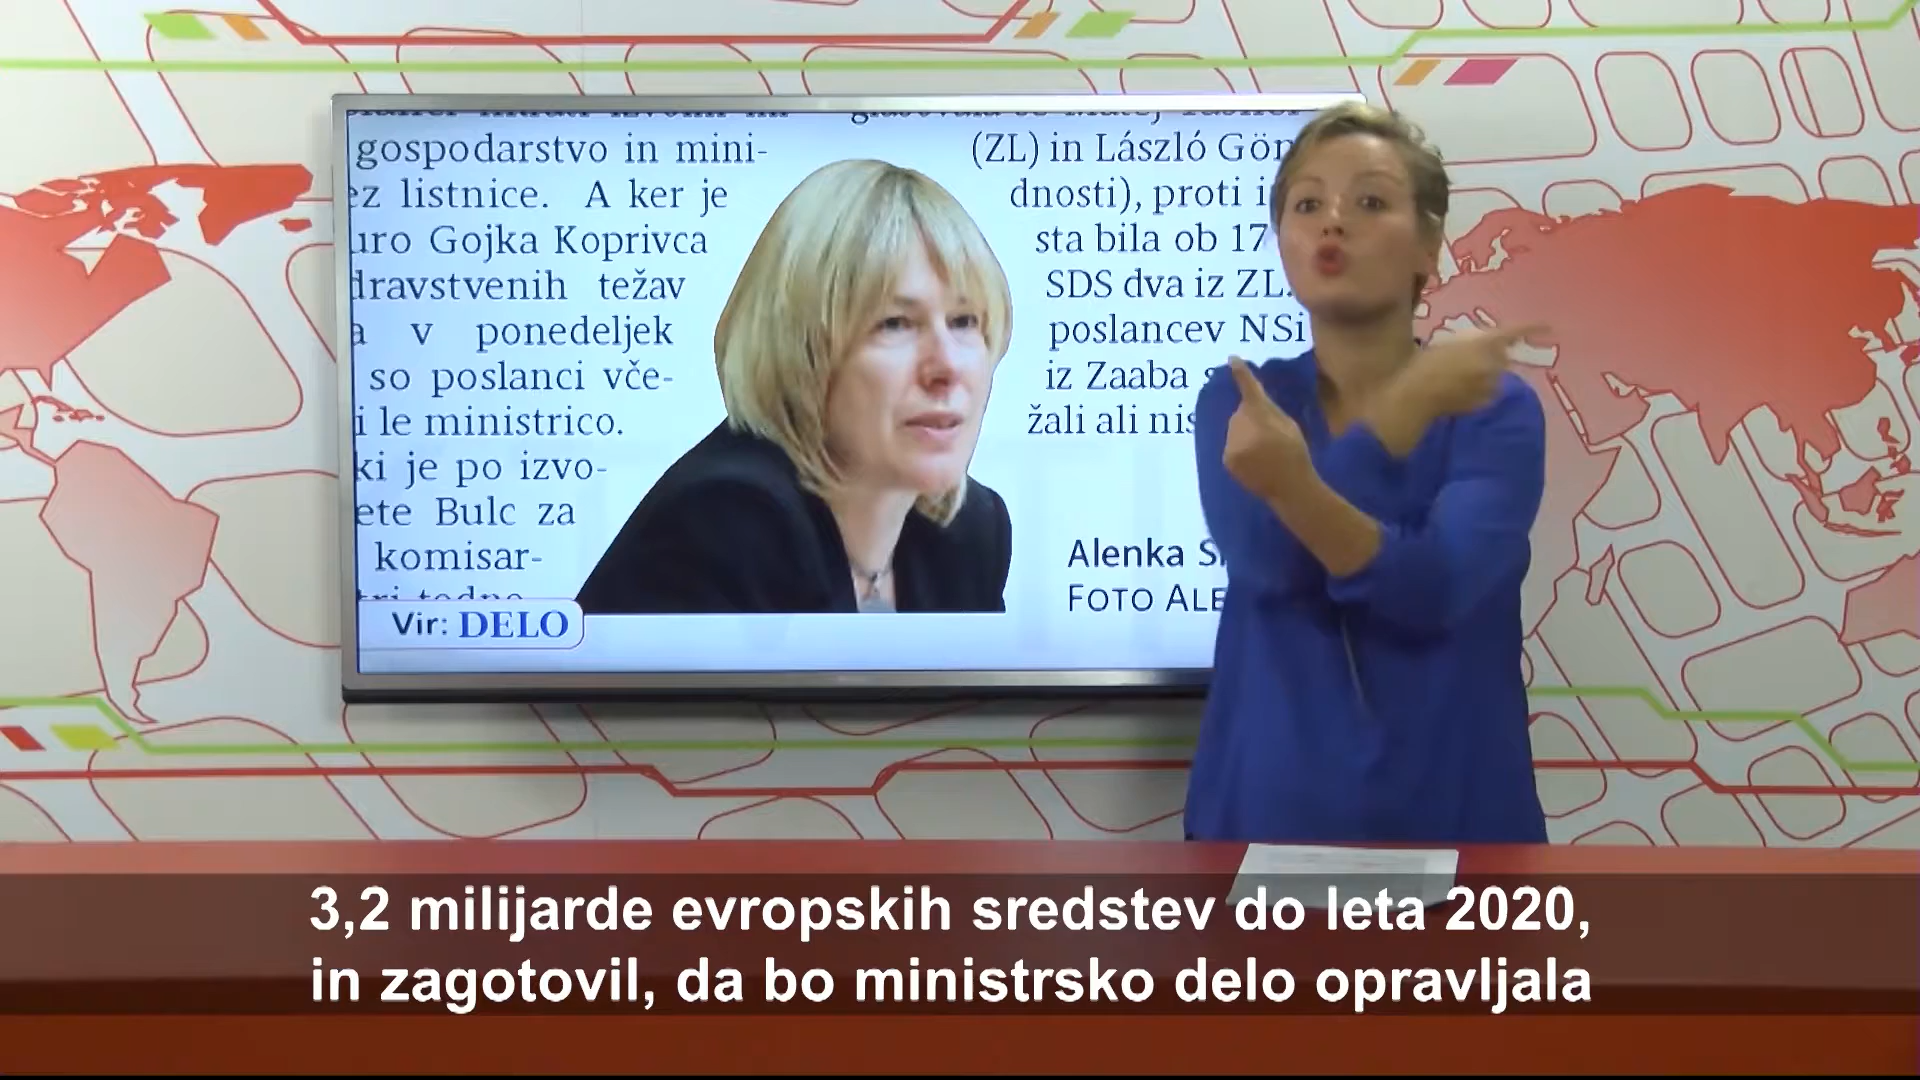 gospodarstvo in mini-
ez listnice. A ker je
uro Gojka Koprivca
dravstvenih težav
a v ponedeljek
so poslanci vče-
i le ministrico.
ki je po izvo-
ete Bulc za
komisar-
(ZL) in László Gön
dnosti), proti i
sta bila ob 17
SDS dva iz ZL.
poslancev NSi
iz Zaaba s
žali ali nis
Alenka
FOTO ALE
Vir: DELO
3,2 milijarde evropskih sredstev do leta 2020,
in zagotovil, da bo ministrsko delo opravljala